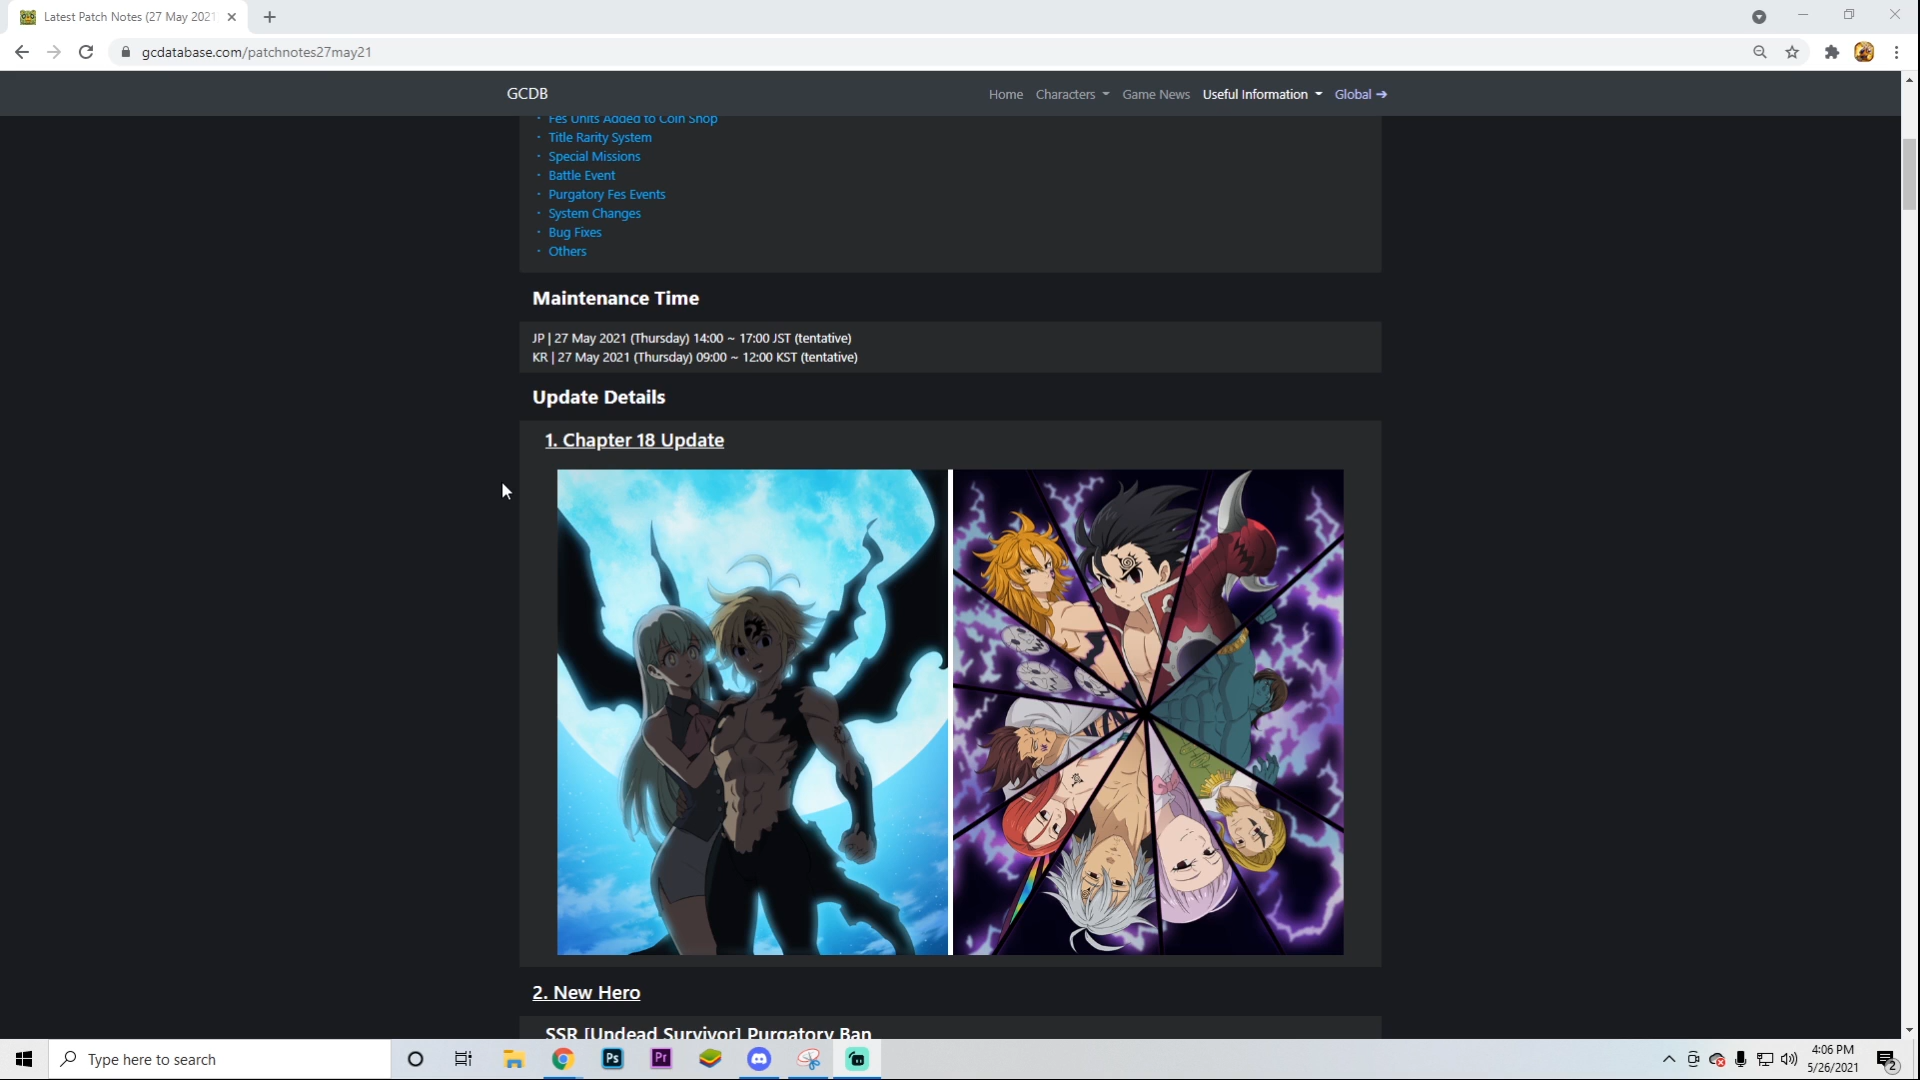 Latest Patch Notes (27 May 2021
gcdatabase.com/patchnotes27may21
GCDB
Home
Characters
Game News
Useful Information
Global →
· Fes Units Added to Coin Shop
· Title Rarity System
· Special Missions
· Battle Event
· Purgatory Fes Events
· System Changes
· Bug Fixes
· Others
Maintenance Time
JP | 27 May 2021 (Thursday) 14:00 ~ 17:00 JST (tentative)
KR | 27 May 2021 (Thursday) 09:00 ~ 12:00 KST (tentative)
Update Details
1. Chapter 18 Update
2. New Hero
SSR [Undead Survivor] Purgatory Ban
Type here to search
Ps
Pr
4:06 PM
5/26/2021
2